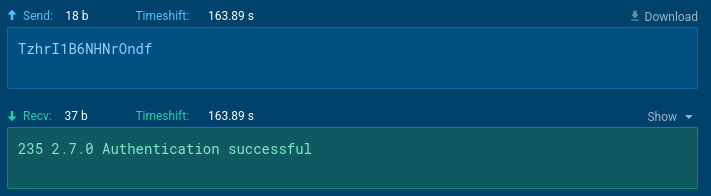 Send: 18 b Timeshift: 163.89 s Download
TzhrI1B6NHNrOndf
Recv: 37 b Timeshift: 163.89 s Show
235 2.7.0 Authentication successful